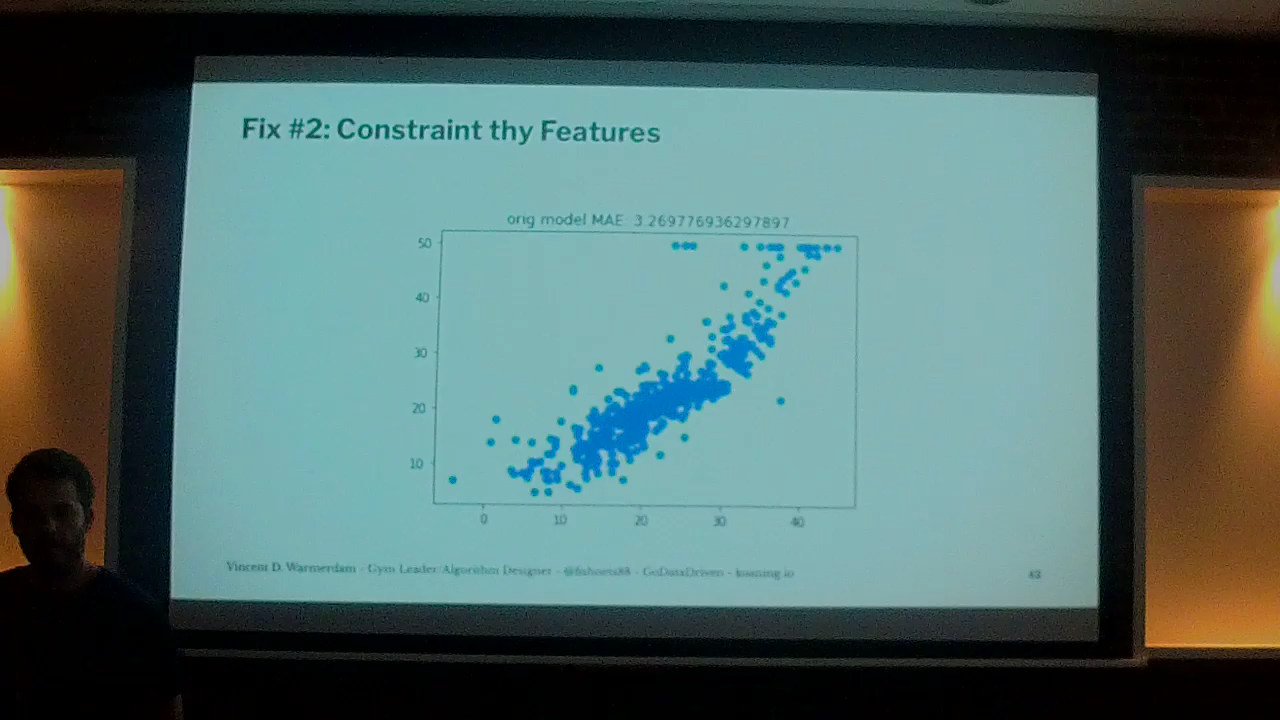 Fix #2: Constraint thy Features
orig model MAE: 3.269776936297897
50
40
30
20
10
0 10 20 30 40
Vincent D. Warmerdam - Gym Leader/Algorithm Designer - @fishnets88 - GoDataDriven - koaning.io